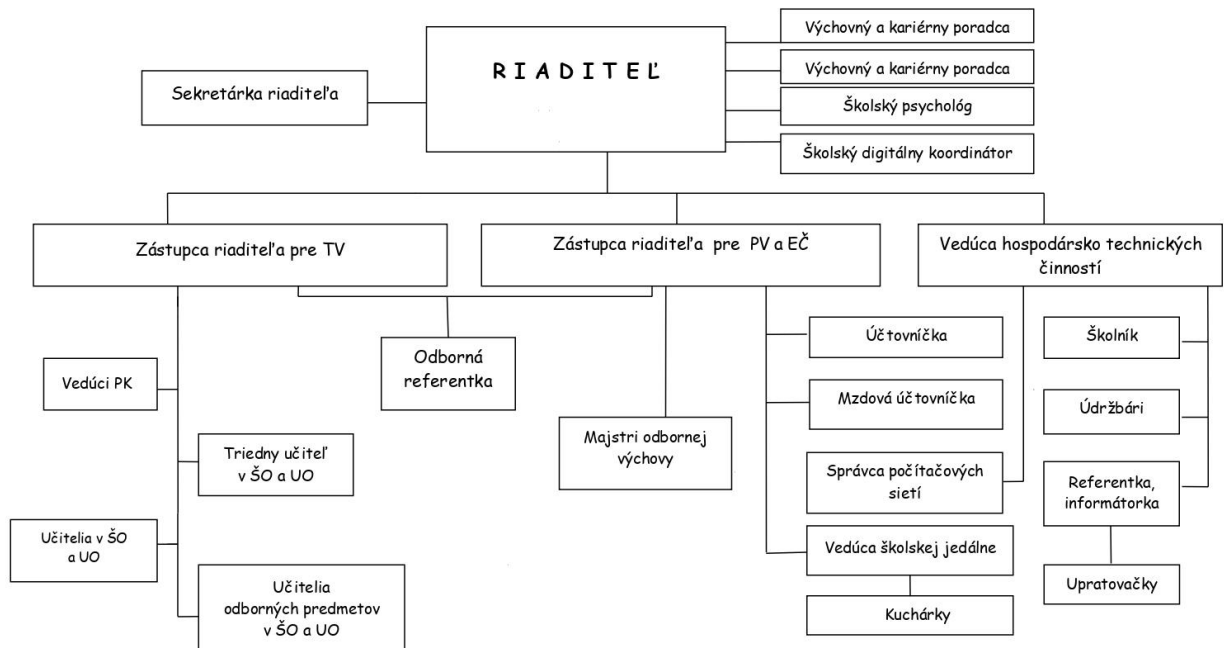 Výchovný a kariérny poradca
R I A D I T E Ľ
Výchovný a kariérny poradca
Sekretárka riaditeľa
Školský psychológ
Školský digitálny koordinátor
Zástupca riaditeľa pre TV
Zástupca riaditeľa pre PV a EČ
Vedúca hospodársko technických
činností
Odborná
referentka
Účtovníčka
Školník
Vedúci PK
Mzdová účtovníčka
Údržbári
Majstri odbornej
výchovy
Triedny učiteľ
v ŠO a UO
Správca počítačových
sietí
Referentka,
informátorka
Učitelia v ŠO
a UO
Vedúca školskej jedálne
Upratovačky
Učitelia
odborných predmetov
v ŠO a UO
Kuchárky